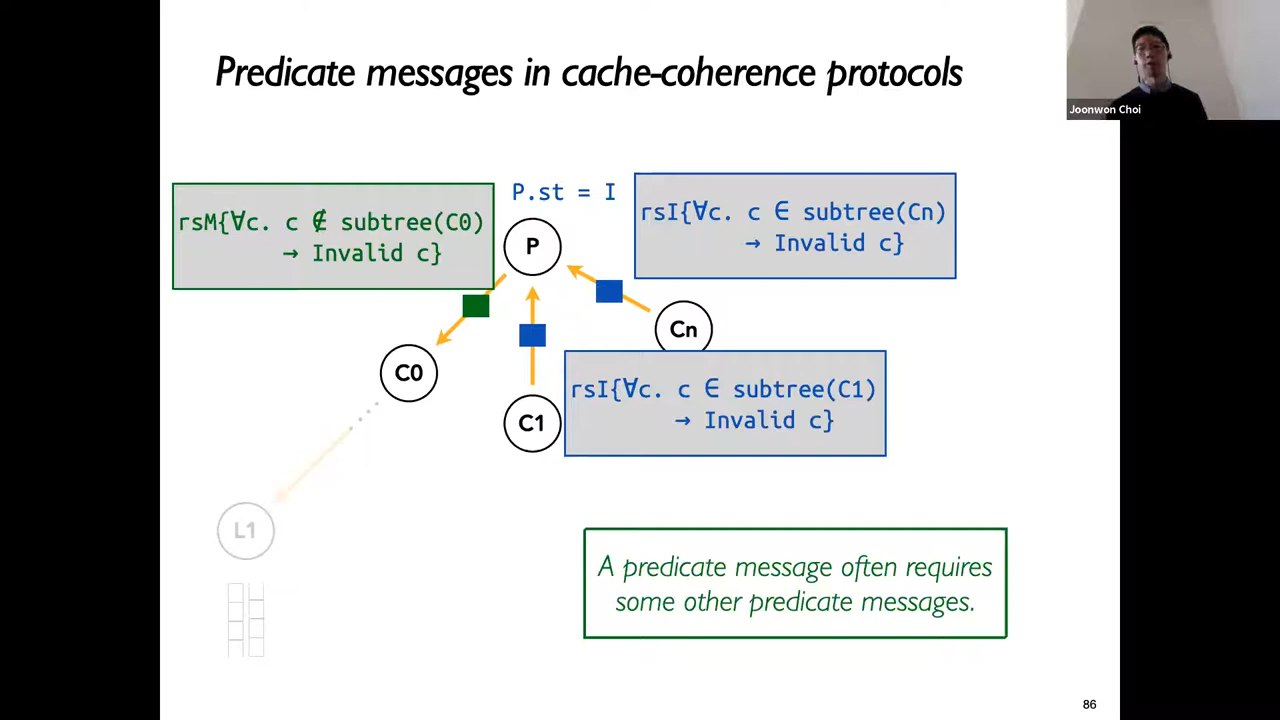 Predicate messages in cache-coherence protocols
Joonwon Choi
rsM{∀c. c ∉ subtree(C0)
→ Invalid c}
P.st = I
rsI{∀c. c ∈ subtree(Cn)
→ Invalid c}
P
Cn
C0
rsI{∀c. c ∈ subtree(C1)
→ Invalid c}
C1
L1
A predicate message often requires
some other predicate messages.
86